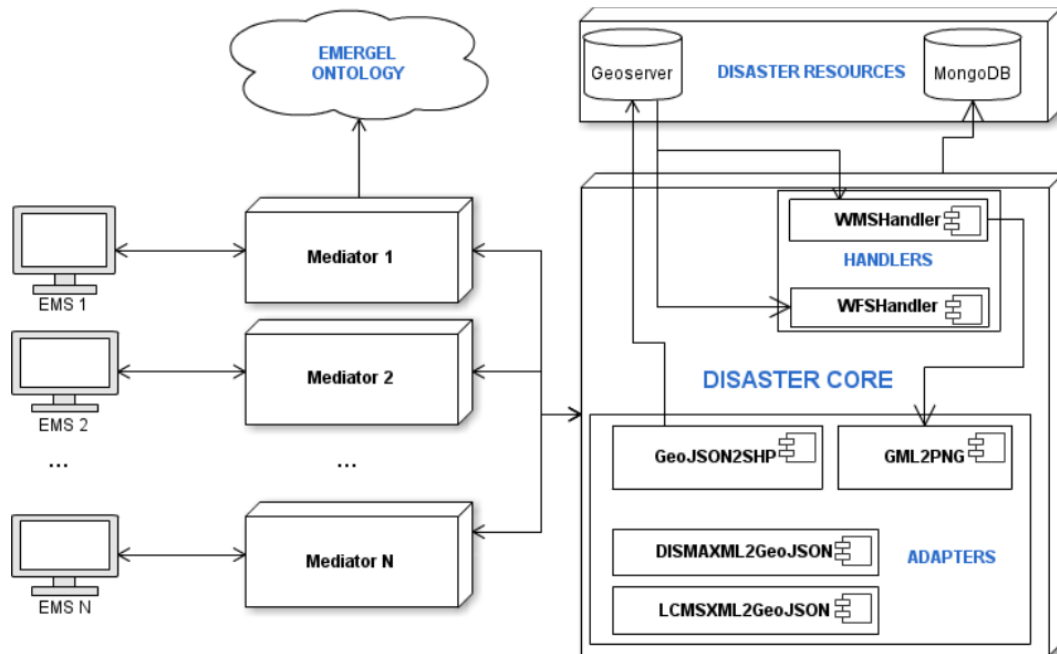 EMERGEL
ONTOLOGY
Geoserver
DISASTER RESOURCES
MongoDB
EMS 1
Mediator 1
WMSHandler
HANDLERS
WFSHandler
EMS 2
Mediator 2
DISASTER CORE
...
...
GeoJSON2SHP
GML2PNG
EMS N
Mediator N
DISMAXML2GeoJSON
ADAPTERS
LCMSXML2GeoJSON